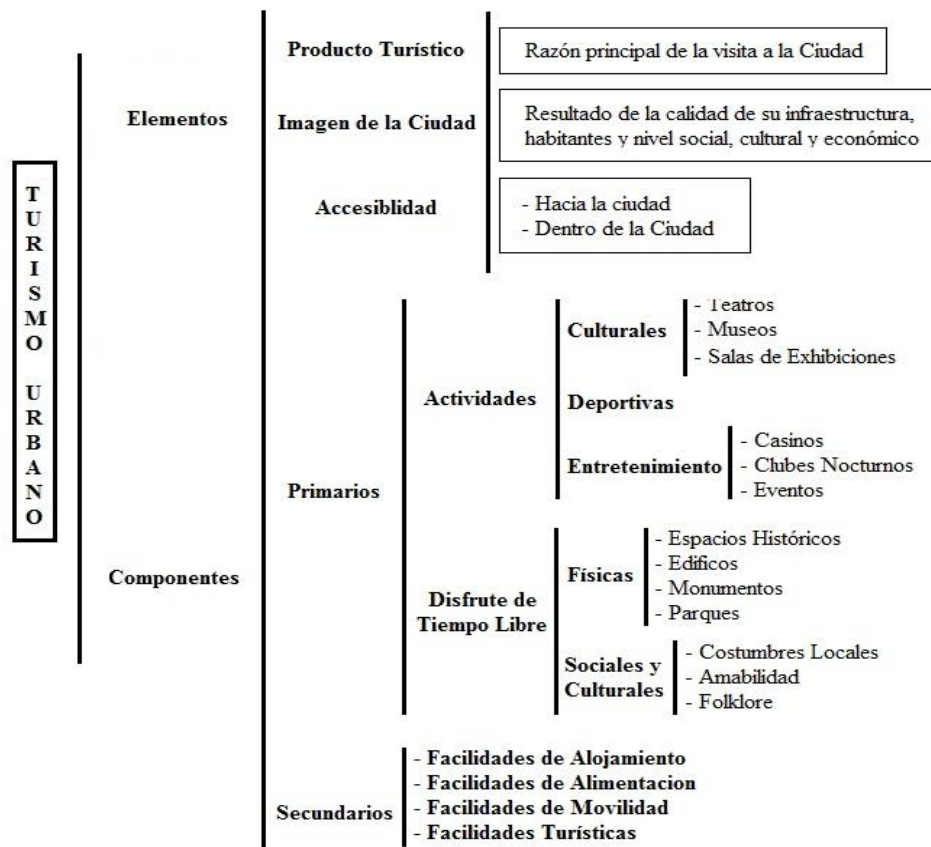 TURISMO URBANO
Elementos
Producto Turístico
Razón principal de la visita a la Ciudad
Imagen de la Ciudad
Resultado de la calidad de su infraestructura,
habitantes y nivel social, cultural y económico
Accesiblidad
- Hacia la ciudad
- Dentro de la Ciudad
Componentes
Primarios
Actividades
Culturales
- Teatros
- Museos
- Salas de Exhibiciones
Deportivas
Entretenimiento
- Casinos
- Clubes Nocturnos
- Eventos
Disfrute de
Tiempo Libre
Físicas
- Espacios Históricos
- Edificos
- Monumentos
- Parques
Sociales y
Culturales
- Costumbres Locales
- Amabilidad
- Folklore
Secundarios
- Facilidades de Alojamiento
- Facilidades de Alimentacion
- Facilidades de Movilidad
- Facilidades Turísticas